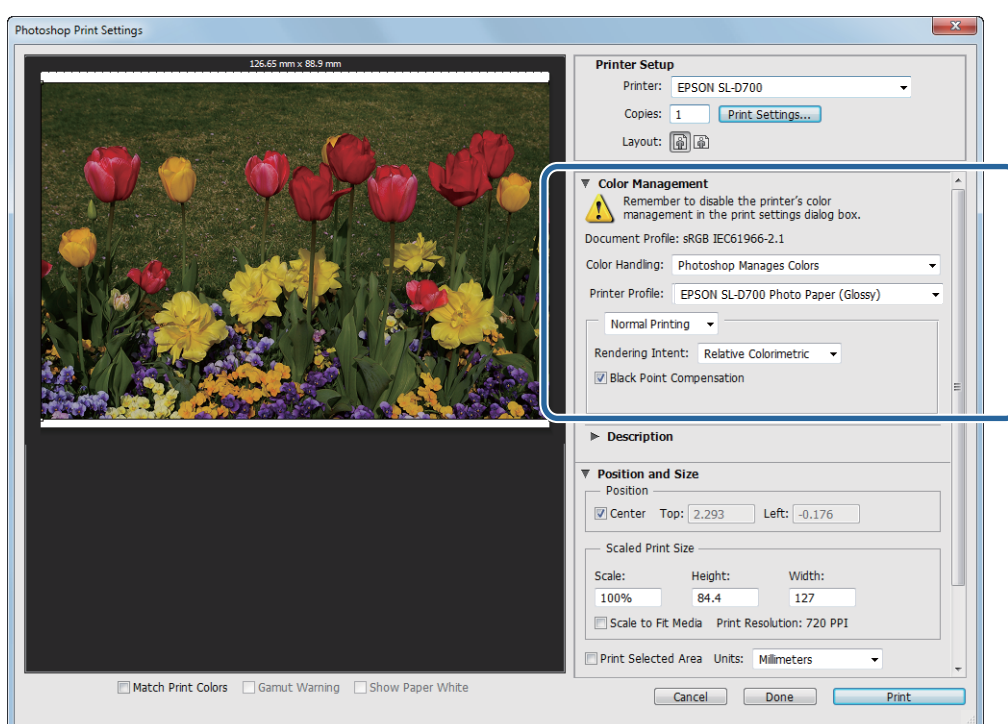 Photoshop Print Settings
126.65 mm x 88.9 mm
Printer Setup
Printer: EPSON SL-D700
Copies: 1 Print Settings...
Layout:
Color Management
Remember to disable the printer's color
management in the print settings dialog box.
Document Profile: sRGB IEC61966-2.1
Color Handling: Photoshop Manages Colors
Printer Profile: EPSON SL-D700 Photo Paper (Glossy)
Normal Printing
Rendering Intent: Relative Colorimetric
Black Point Compensation
Description
Position and Size
Position
Center Top: 2.293 Left: -0.176
Scaled Print Size
Scale: Height: Width:
100% 84.4 127
Scale to Fit Media Print Resolution: 720 PPI
Print Selected Area Units: Millimeters
Match Print Colors Gamut Warning Show Paper White
Cancel Done Print